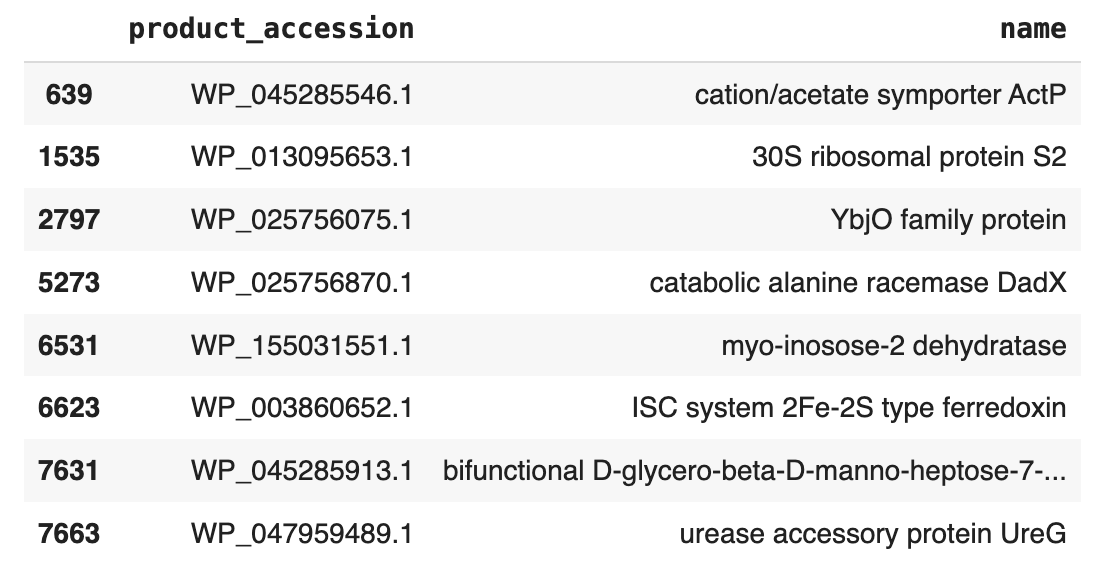 product_accession name
639 WP_045285546.1 cation/acetate symporter ActP
1535 WP_013095653.1 30S ribosomal protein S2
2797 WP_025756075.1 YbjO family protein
5273 WP_025756870.1 catabolic alanine racemase DadX
6531 WP_155031551.1 myo-inosose-2 dehydratase
6623 WP_003860652.1 ISC system 2Fe-2S type ferredoxin
7631 WP_045285913.1 bifunctional D-glycero-beta-D-manno-heptose-7-...
7663 WP_047959489.1 urease accessory protein UreG